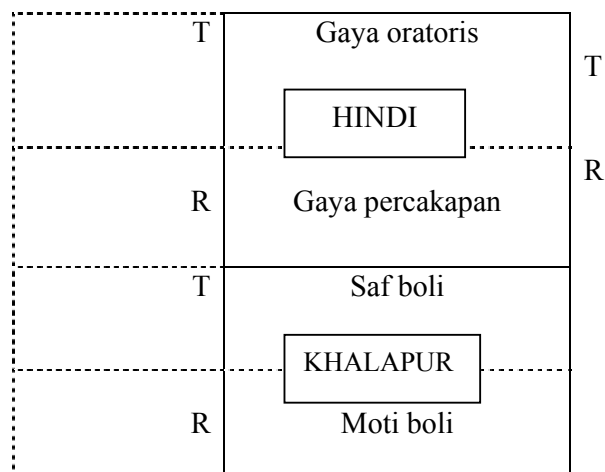 T Gaya oratoris
T
HINDI
R
R Gaya percakapan
T Saf boli
KHALAPUR
R Moti boli